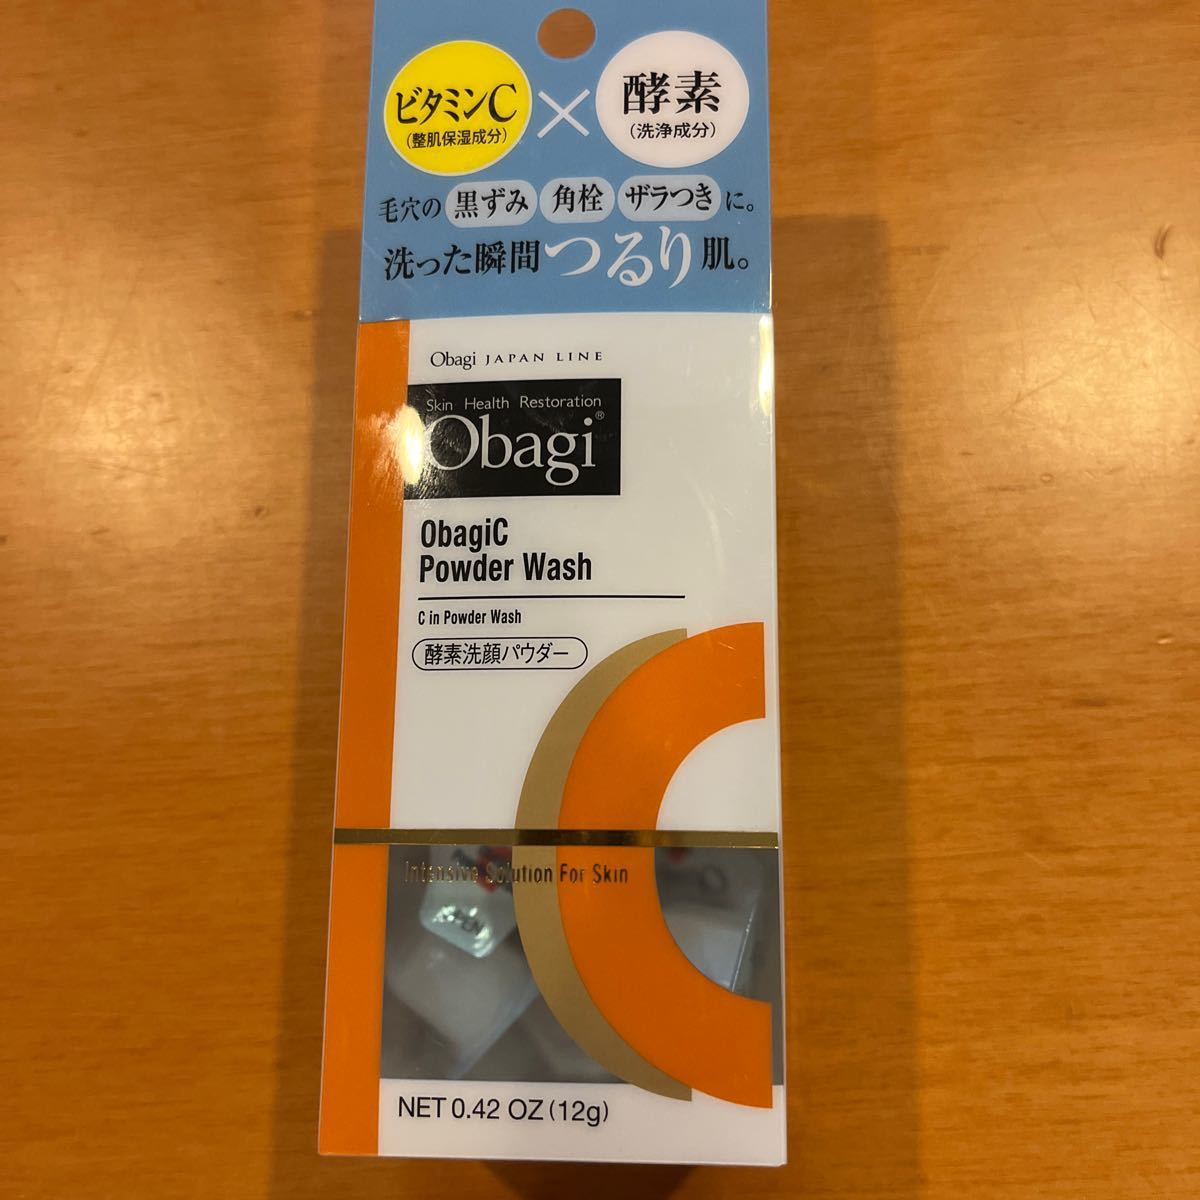 ビタミンC
(整肌保湿成分)
×
酵素
(洗浄成分)
毛穴の 黒ずみ 角栓 ザラつき に。
洗った瞬間つるり肌。
Obagi JAPAN LINE
Skin Health Restoration
Obagi®
ObagiC
Powder Wash
C in Powder Wash
酵素洗顔パウダー
Intensive Solution For Skin
NET 0.42 OZ (12g)